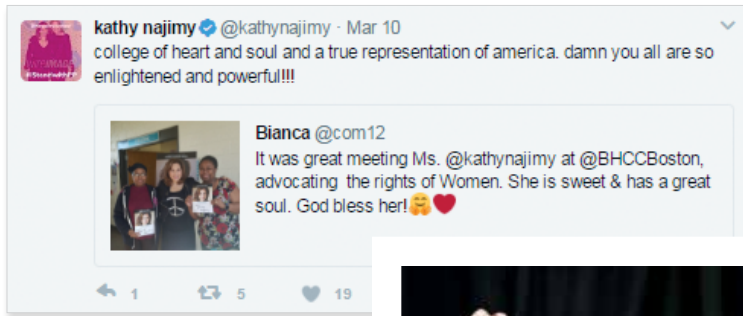 kathy najimy @kathynajimy · Mar 10
college of heart and soul and a true representation of america. damn you all are so
enlightened and powerful!!!
Bianca @com12
It was great meeting Ms. @kathynajimy at @BHCCBoston,
advocating the rights of Women. She is sweet & has a great
soul. God bless her!🤗❤
1 5 19